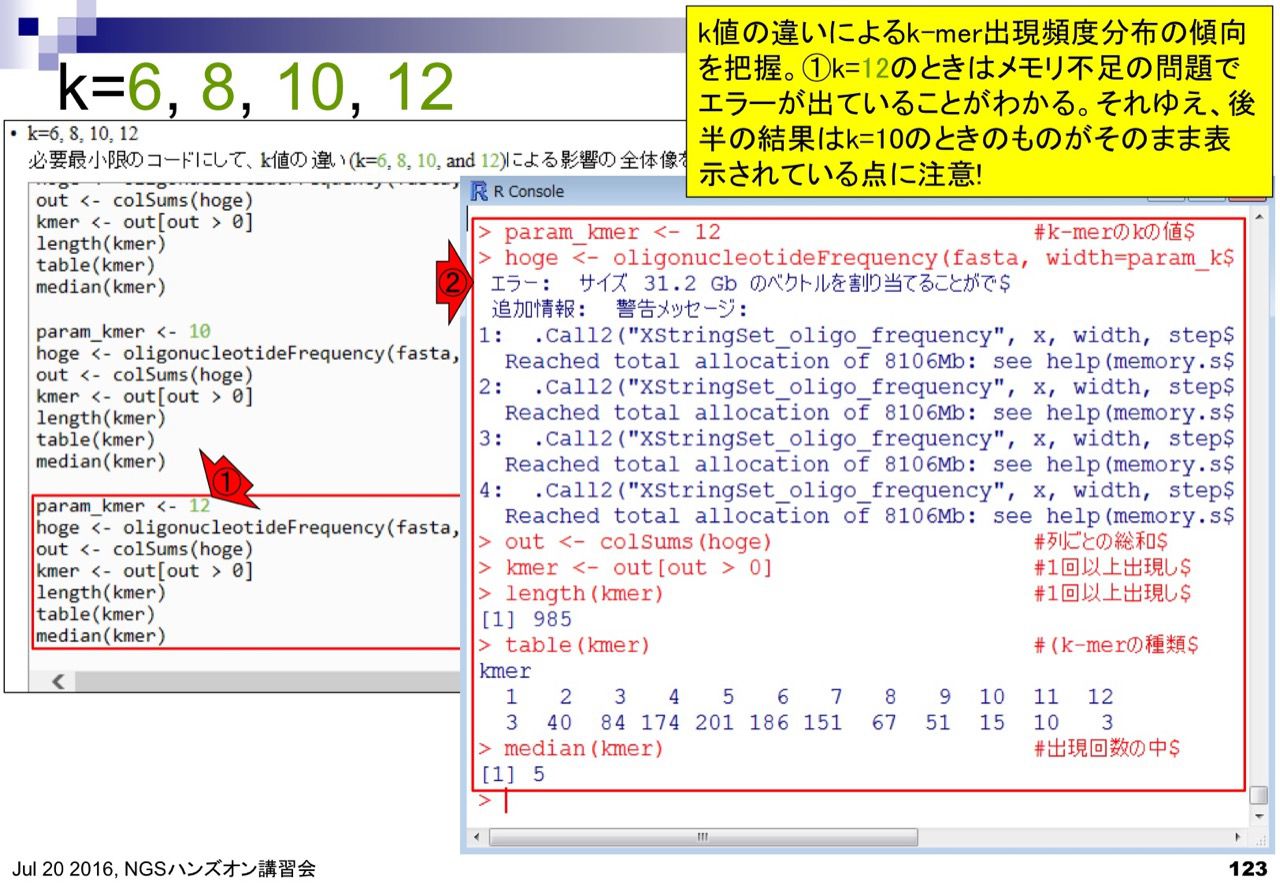 k=6, 8, 10, 12
k値の違いによるk-mer出現頻度分布の傾向
を把握。①k=12のときはメモリ不足の問題で
エラーが出ていることがわかる。それゆえ、後
半の結果はk=10のときのものがそのまま表
示されている点に注意!
• k=6, 8, 10, 12
必要最小限のコードにして、k値の違い(k=6, 8, 10, and 12)による影響の全体像を
out <- colSums(hoge)
kmer <- out[out > 0]
length(kmer)
table(kmer)
median(kmer)
param_kmer <- 10
hoge <- oligonucleotideFrequency(fasta,
out <- colSums(hoge)
kmer <- out[out > 0]
length(kmer)
table(kmer)
median(kmer)
①
param_kmer <- 12
hoge <- oligonucleotideFrequency(fasta,
out <- colSums(hoge)
kmer <- out[out > 0]
length(kmer)
table(kmer)
median(kmer)
R Console
②
> param_kmer <- 12 #k-merのkの値$
> hoge <- oligonucleotideFrequency(fasta, width=param_k$
エラー: サイズ 31.2 Gb のベクトルを割り当てることがで$
追加情報: 警告メッセージ:
1: .Call2("XStringSet_oligo_frequency", x, width, step$
Reached total allocation of 8106Mb: see help(memory.s$
2: .Call2("XStringSet_oligo_frequency", x, width, step$
Reached total allocation of 8106Mb: see help(memory.s$
3: .Call2("XStringSet_oligo_frequency", x, width, step$
Reached total allocation of 8106Mb: see help(memory.s$
4: .Call2("XStringSet_oligo_frequency", x, width, step$
Reached total allocation of 8106Mb: see help(memory.s$
> out <- colSums(hoge) #列ごとの総和$
> kmer <- out[out > 0] #1回以上出現し$
> length(kmer) #1回以上出現し$
[1] 985
> table(kmer) #(k-merの種類$
kmer
1 2 3 4 5 6 7 8 9 10 11 12
3 40 84 174 201 186 151 67 51 15 10 3
> median(kmer) #出現回数の中$
[1] 5
>
Jul 20 2016, NGSハンズオン講習会
123